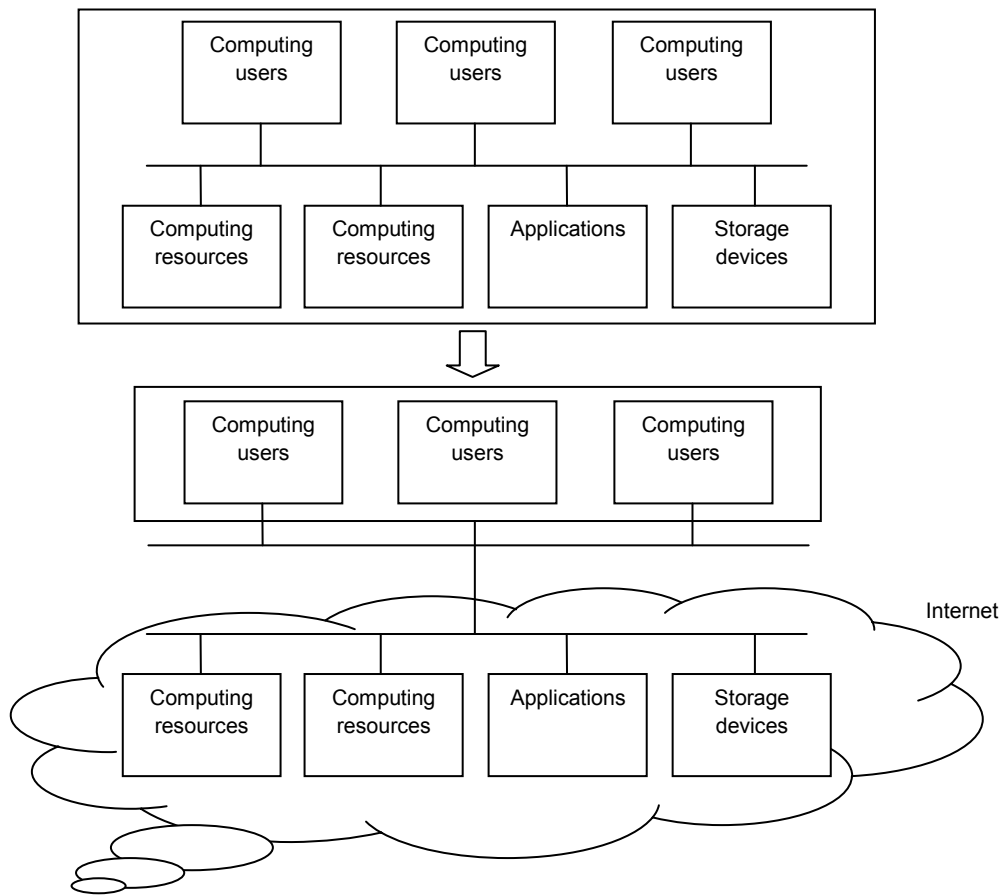 Computing
users
Computing
users
Computing
users
Computing
resources
Computing
resources
Applications
Storage
devices
Computing
users
Computing
users
Computing
users
Internet
Computing
resources
Computing
resources
Applications
Storage
devices